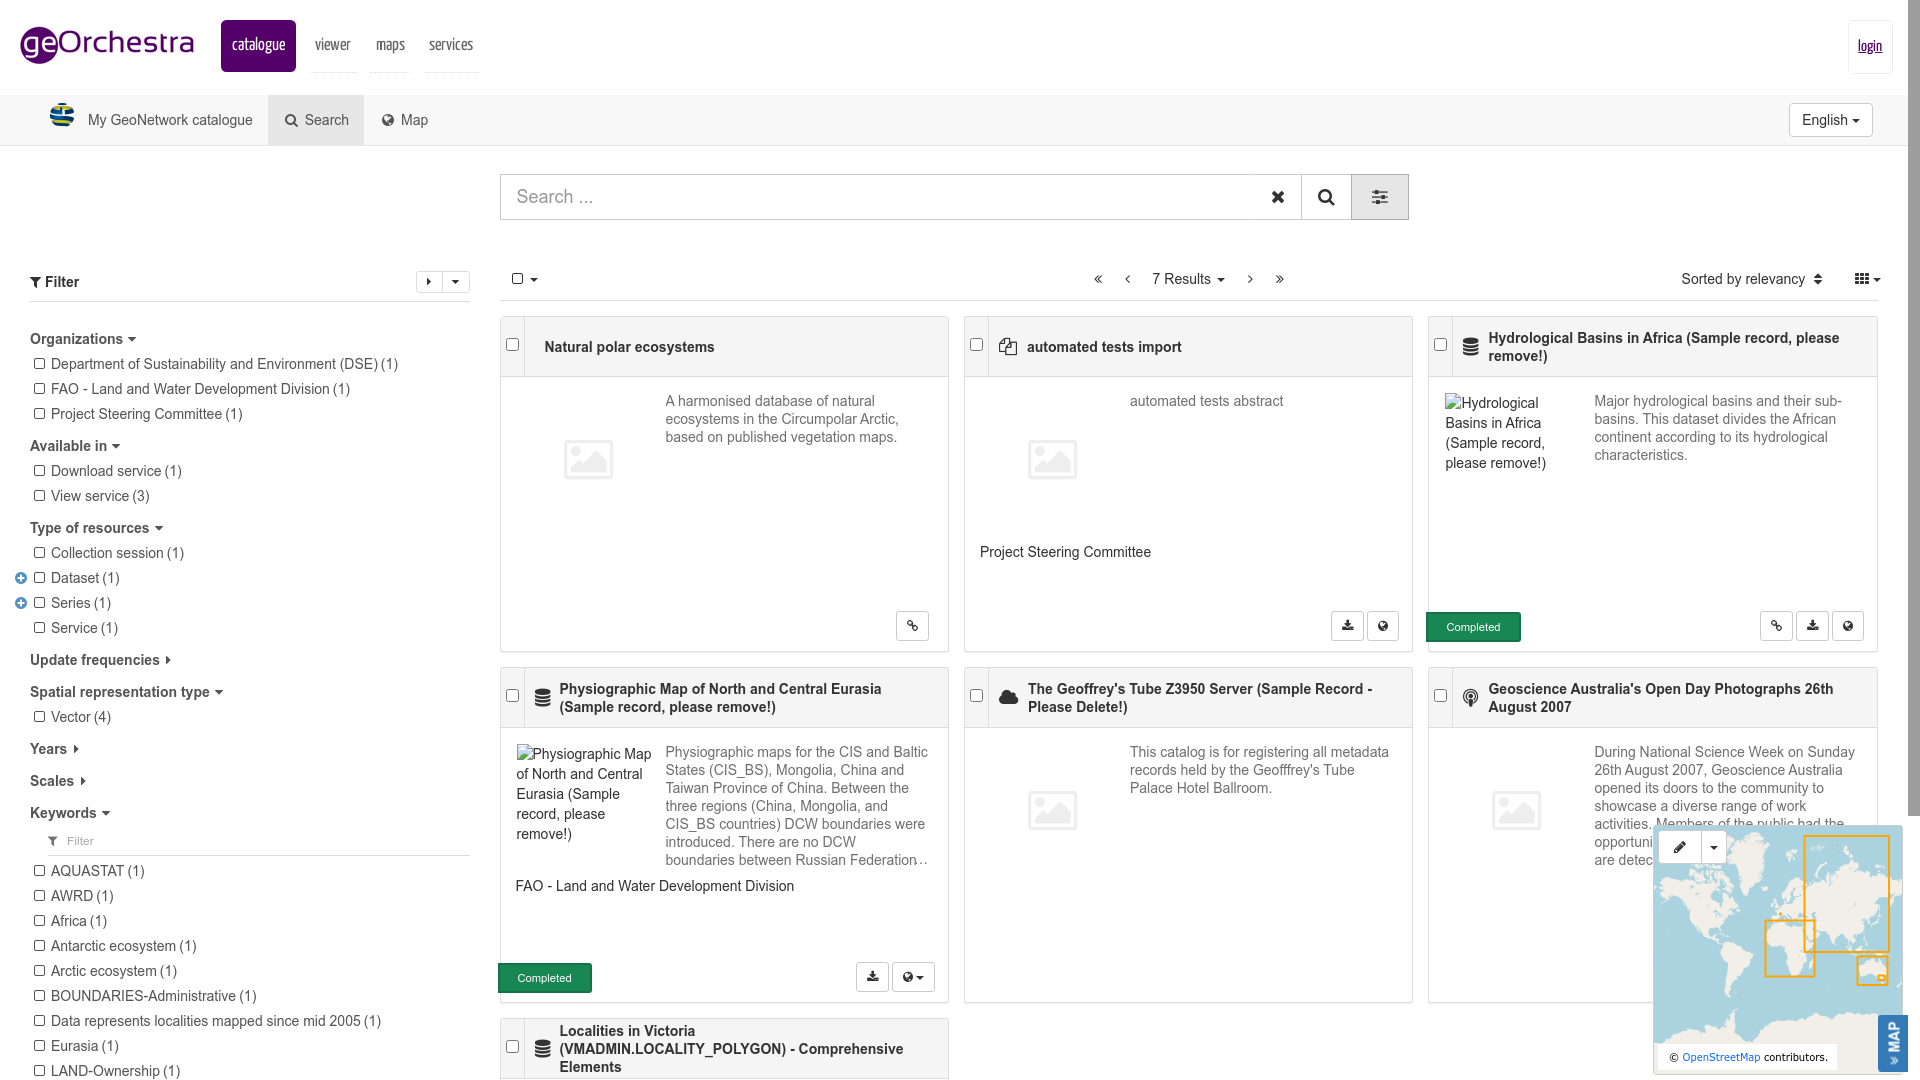 geOrchestra
catalogue
viewer
maps
services
login
My GeoNetwork catalogue
Search
Map
English
Search ...
Filter
7 Results
Sorted by relevancy
Organizations
Department of Sustainability and Environment (DSE) (1)
FAO - Land and Water Development Division (1)
Project Steering Committee (1)
Available in
Download service (1)
View service (3)
Type of resources
Collection session (1)
Dataset (1)
Series (1)
Service (1)
Update frequencies
Spatial representation type
Vector (4)
Years
Scales
Keywords
Filter
AQUASTAT (1)
AWRD (1)
Africa (1)
Antarctic ecosystem (1)
Arctic ecosystem (1)
BOUNDARIES-Administrative (1)
Data represents localities mapped since mid 2005 (1)
Eurasia (1)
LAND-Ownership (1)
Natural polar ecosystems
A harmonised database of natural
ecosystems in the Circumpolar Arctic,
based on published vegetation maps.
automated tests import
automated tests abstract
Project Steering Committee
Hydrological Basins in Africa (Sample record, please
remove!)
Hydrological
Basins in Africa
(Sample record,
please remove!)
Major hydrological basins and their sub-
basins. This dataset divides the African
continent according to its hydrological
characteristics.
Completed
Physiographic Map of North and Central Eurasia
(Sample record, please remove!)
Physiographic Map
of North and Central
Eurasia (Sample
record, please
remove!)
Physiographic maps for the CIS and Baltic
States (CIS_BS), Mongolia, China and
Taiwan Province of China. Between the
three regions (China, Mongolia, and
CIS_BS countries) DCW boundaries were
introduced. There are no DCW
boundaries between Russian Federation...
FAO - Land and Water Development Division
Completed
The Geoffrey's Tube Z3950 Server (Sample Record -
Please Delete!)
This catalog is for registering all metadata
records held by the Geofffrey's Tube
Palace Hotel Ballroom.
Geoscience Australia's Open Day Photographs 26th
August 2007
During National Science Week on Sunday
26th August 2007, Geoscience Australia
opened its doors to the community to
showcase a diverse range of work
activities. Members of the public had the
opportuni
are detec
© OpenStreetMap contributors.
MAP
Localities in Victoria
(VMADMIN.LOCALITY_POLYGON) - Comprehensive
Elements